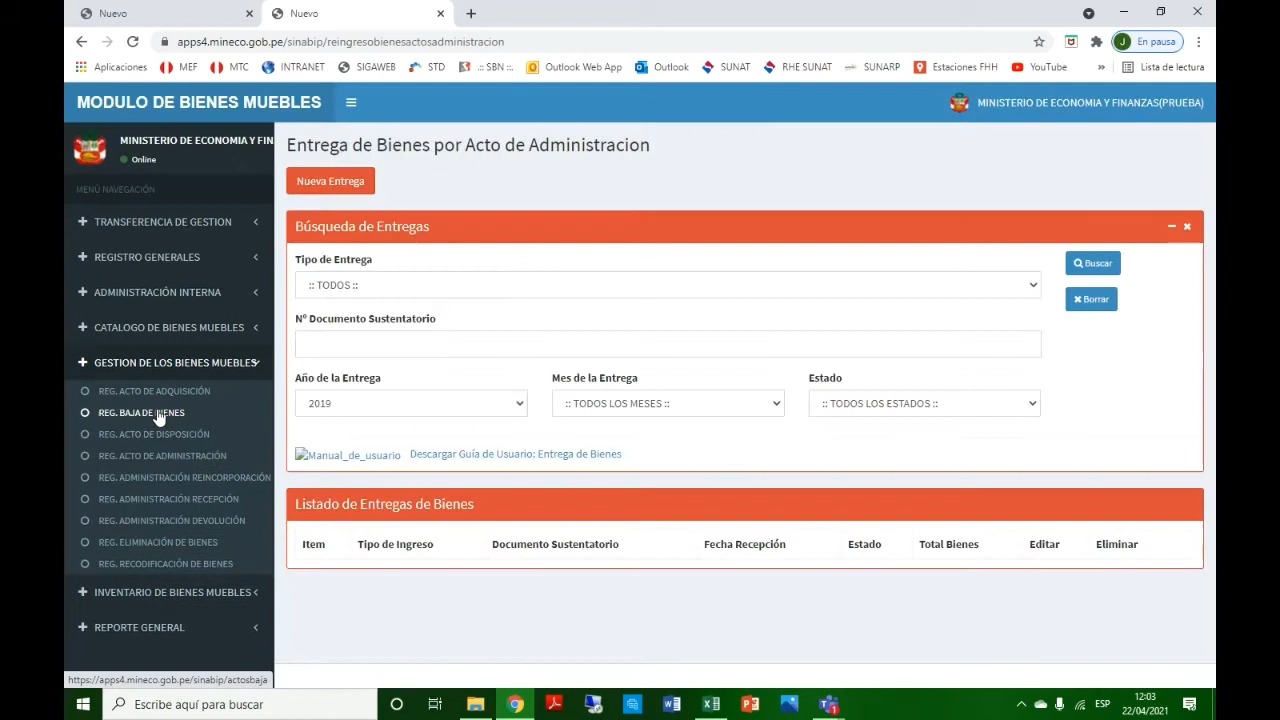 Nuevo
Nuevo
apps4.mineco.gob.pe/sinabip/reingresobienesactosadministracion
J
En pausa
Aplicaciones
MEF
MTC
INTRANET
SIGAWEB
STD
.:: SBN ::.
Outlook Web App
Outlook
SUNAT
RHE SUNAT
SUNARP
Estaciones FHH
YouTube
»
Lista de lectura
MODULO DE BIENES MUEBLES
MINISTERIO DE ECONOMIA Y FINANZAS(PRUEBA)
MINISTERIO DE ECONOMIA Y FIN
Online
MENÚ NAVEGACIÓN
TRANSFERENCIA DE GESTION
REGISTRO GENERALES
ADMINISTRACIÓN INTERNA
CATALOGO DE BIENES MUEBLES
GESTION DE LOS BIENES MUEBLES
REG. ACTO DE ADQUISICIÓN
REG. BAJA DE BIENES
REG. ACTO DE DISPOSICIÓN
REG. ACTO DE ADMINISTRACIÓN
REG. ADMINISTRACIÓN REINCORPORACIÓN
REG. ADMINISTRACIÓN RECEPCIÓN
REG. ADMINISTRACIÓN DEVOLUCIÓN
REG. ELIMINACIÓN DE BIENES
REG. RECODIFICACIÓN DE BIENES
INVENTARIO DE BIENES MUEBLES
REPORTE GENERAL
https://apps4.mineco.gob.pe/sinabip/actosbaja
Entrega de Bienes por Acto de Administracion
Nueva Entrega
Búsqueda de Entregas
Tipo de Entrega
:: TODOS ::
Buscar
Borrar
Nº Documento Sustentatorio
Año de la Entrega
Mes de la Entrega
Estado
2019
:: TODOS LOS MESES ::
:: TODOS LOS ESTADOS ::
Manual_de_usuario
Descargar Guía de Usuario: Entrega de Bienes
Listado de Entregas de Bienes
Item
Tipo de Ingreso
Documento Sustentatorio
Fecha Recepción
Estado
Total Bienes
Editar
Eliminar
Escribe aquí para buscar
ESP
12:03
22/04/2021